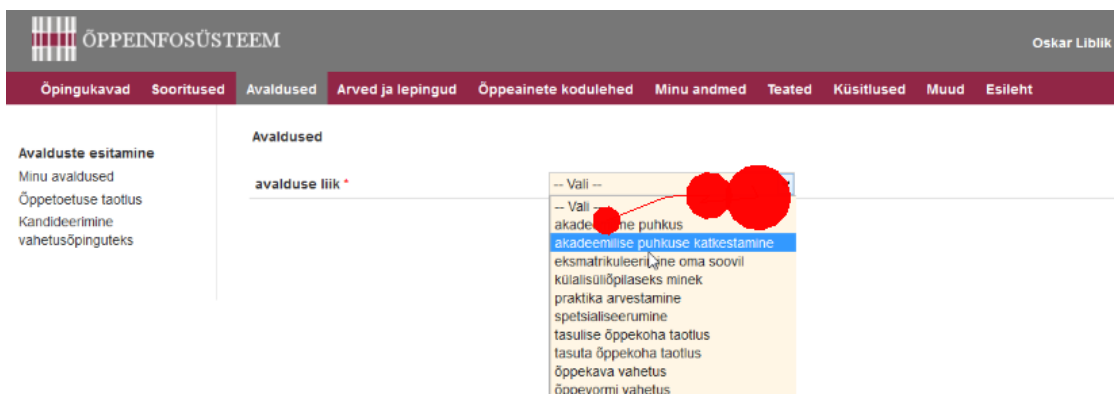 ÕPPEINFOSÜSTEEM
Oskar Liblik
Õpingukavad Sooritused Avaldused Arved ja lepingud Õppeainete kodulehed Minu andmed Teated Küsitlused Muud Esileht
Avalduste esitamine
Minu avaldused
Õppetoetuse taotlus
Kandideerimine
vahetusõpinguteks
Avaldused
avalduse liik *
-- Vali --
-- Vali --
puhkus
akadeemilise puhkuse katkestamine
eksmatrikuleerimine oma soovil
külalisüliõpilaseks minek
praktika arvestamine
spetsialiseerumine
tasulise õppekoha taotlus
tasuta õppekoha taotlus
õppekava vahetus
õppevormi vahetus